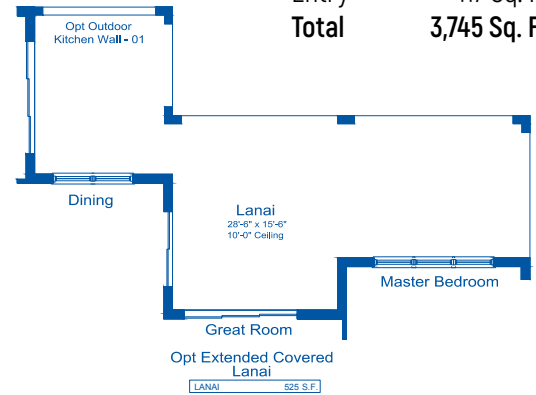 Total 3,745 Sq.
Opt Outdoor
Kitchen Wall - 01
Dining
Lanai
28'-6" x 15'-6"
10'-0" Ceiling
Master Bedroom
Great Room
Opt Extended Covered
Lanai
LANAI 525 S.F.